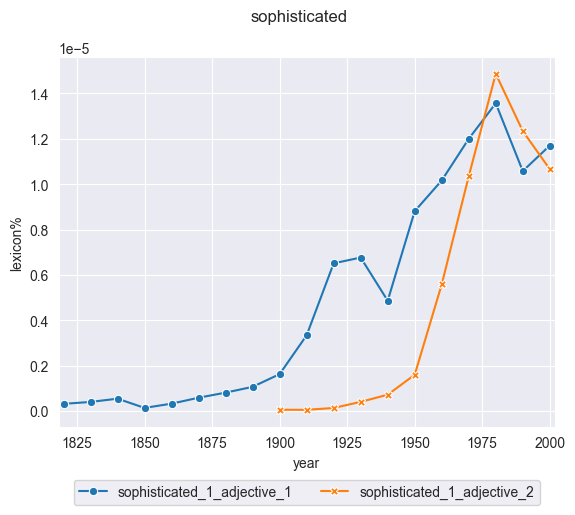 sophisticated
1e−5
1.4
1.2
1.0
0.8
0.6
0.4
0.2
0.0
lexicon%
1825 1850 1875 1900 1925 1950 1975 2000
year
sophisticated_1_adjective_1 sophisticated_1_adjective_2